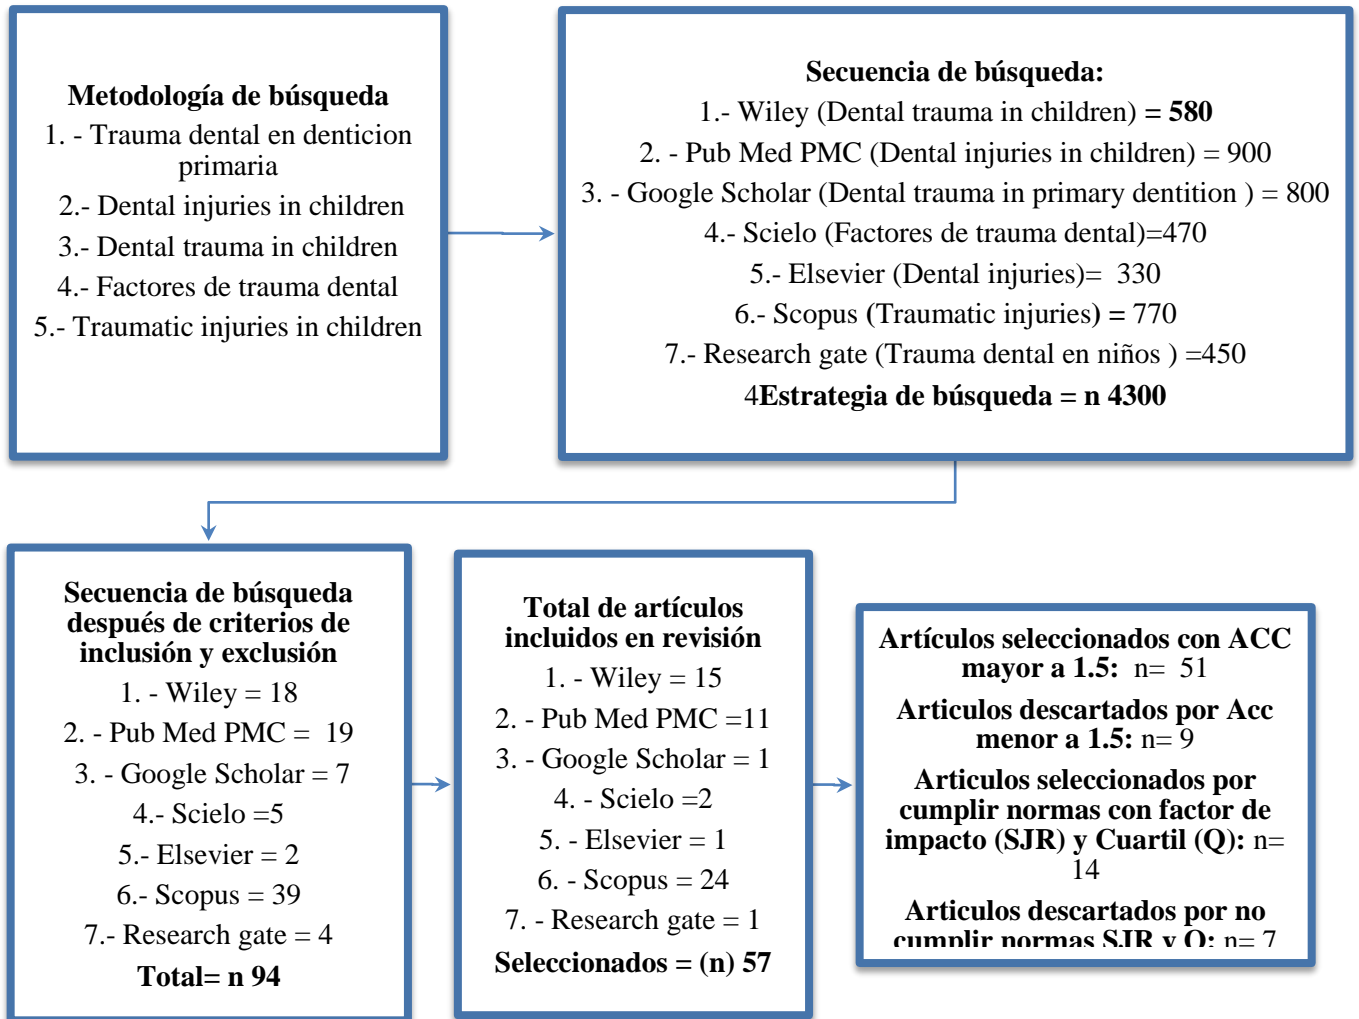 Metodología de búsqueda
1. - Trauma dental en denticion
primaria
2.- Dental injuries in children
3.- Dental trauma in children
4.- Factores de trauma dental
5.- Traumatic injuries in children
Secuencia de búsqueda:
1.- Wiley (Dental trauma in children) = 580
2. - Pub Med PMC (Dental injuries in children) = 900
3. - Google Scholar (Dental trauma in primary dentition ) = 800
4.- Scielo (Factores de trauma dental)=470
5.- Elsevier (Dental injuries)= 330
6.- Scopus (Traumatic injuries) = 770
7.- Research gate (Trauma dental en niños ) =450
4Estrategia de búsqueda = n 4300
Secuencia de búsqueda
después de criterios de
inclusión y exclusión
1. - Wiley = 18
2. - Pub Med PMC = 19
3. - Google Scholar = 7
4.- Scielo =5
5.- Elsevier = 2
6.- Scopus = 39
7.- Research gate = 4
Total= n 94
Total de artículos
incluidos en revisión
1. - Wiley = 15
2. - Pub Med PMC =11
3. - Google Scholar = 1
4. - Scielo =2
5. - Elsevier = 1
6. - Scopus = 24
7. - Research gate = 1
Seleccionados = (n) 57
Artículos seleccionados con ACC
mayor a 1.5: n= 51
Articulos descartados por Acc
menor a 1.5: n= 9
Articulos seleccionados por
cumplir normas con factor de
impacto (SJR) y Cuartil (Q): n=
14
Articulos descartados por no
cumplir normas SJR y Q: n= 7